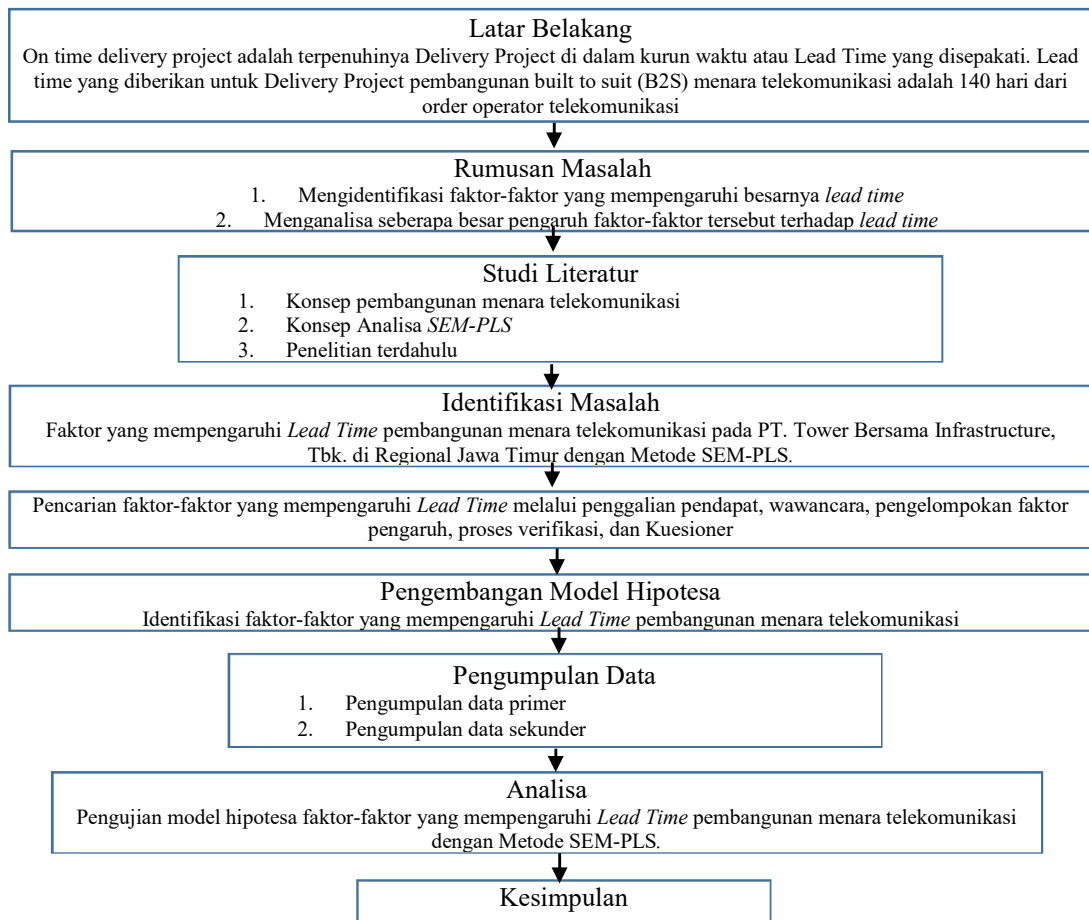 Latar Belakang
On time delivery project adalah terpenuhinya Delivery Project di dalam kurun waktu atau Lead Time yang disepakati. Lead
time yang diberikan untuk Delivery Project pembangunan built to suit (B2S) menara telekomunikasi adalah 140 hari dari
order operator telekomunikasi
Rumusan Masalah
1. Mengidentifikasi faktor-faktor yang mempengaruhi besarnya lead time
2. Menganalisa seberapa besar pengaruh faktor-faktor tersebut terhadap lead time
Studi Literatur
1. Konsep pembangunan menara telekomunikasi
2. Konsep Analisa SEM-PLS
3. Penelitian terdahulu
Identifikasi Masalah
Faktor yang mempengaruhi Lead Time pembangunan menara telekomunikasi pada PT. Tower Bersama Infrastructure,
Tbk. di Regional Jawa Timur dengan Metode SEM-PLS.
Pencarian faktor-faktor yang mempengaruhi Lead Time melalui penggalian pendapat, wawancara, pengelompokan faktor
pengaruh, proses verifikasi, dan Kuesioner
Pengembangan Model Hipotesa
Identifikasi faktor-faktor yang mempengaruhi Lead Time pembangunan menara telekomunikasi
Pengumpulan Data
1. Pengumpulan data primer
2. Pengumpulan data sekunder
Analisa
Pengujian model hipotesa faktor-faktor yang mempengaruhi Lead Time pembangunan menara telekomunikasi
dengan Metode SEM-PLS.
Kesimpulan